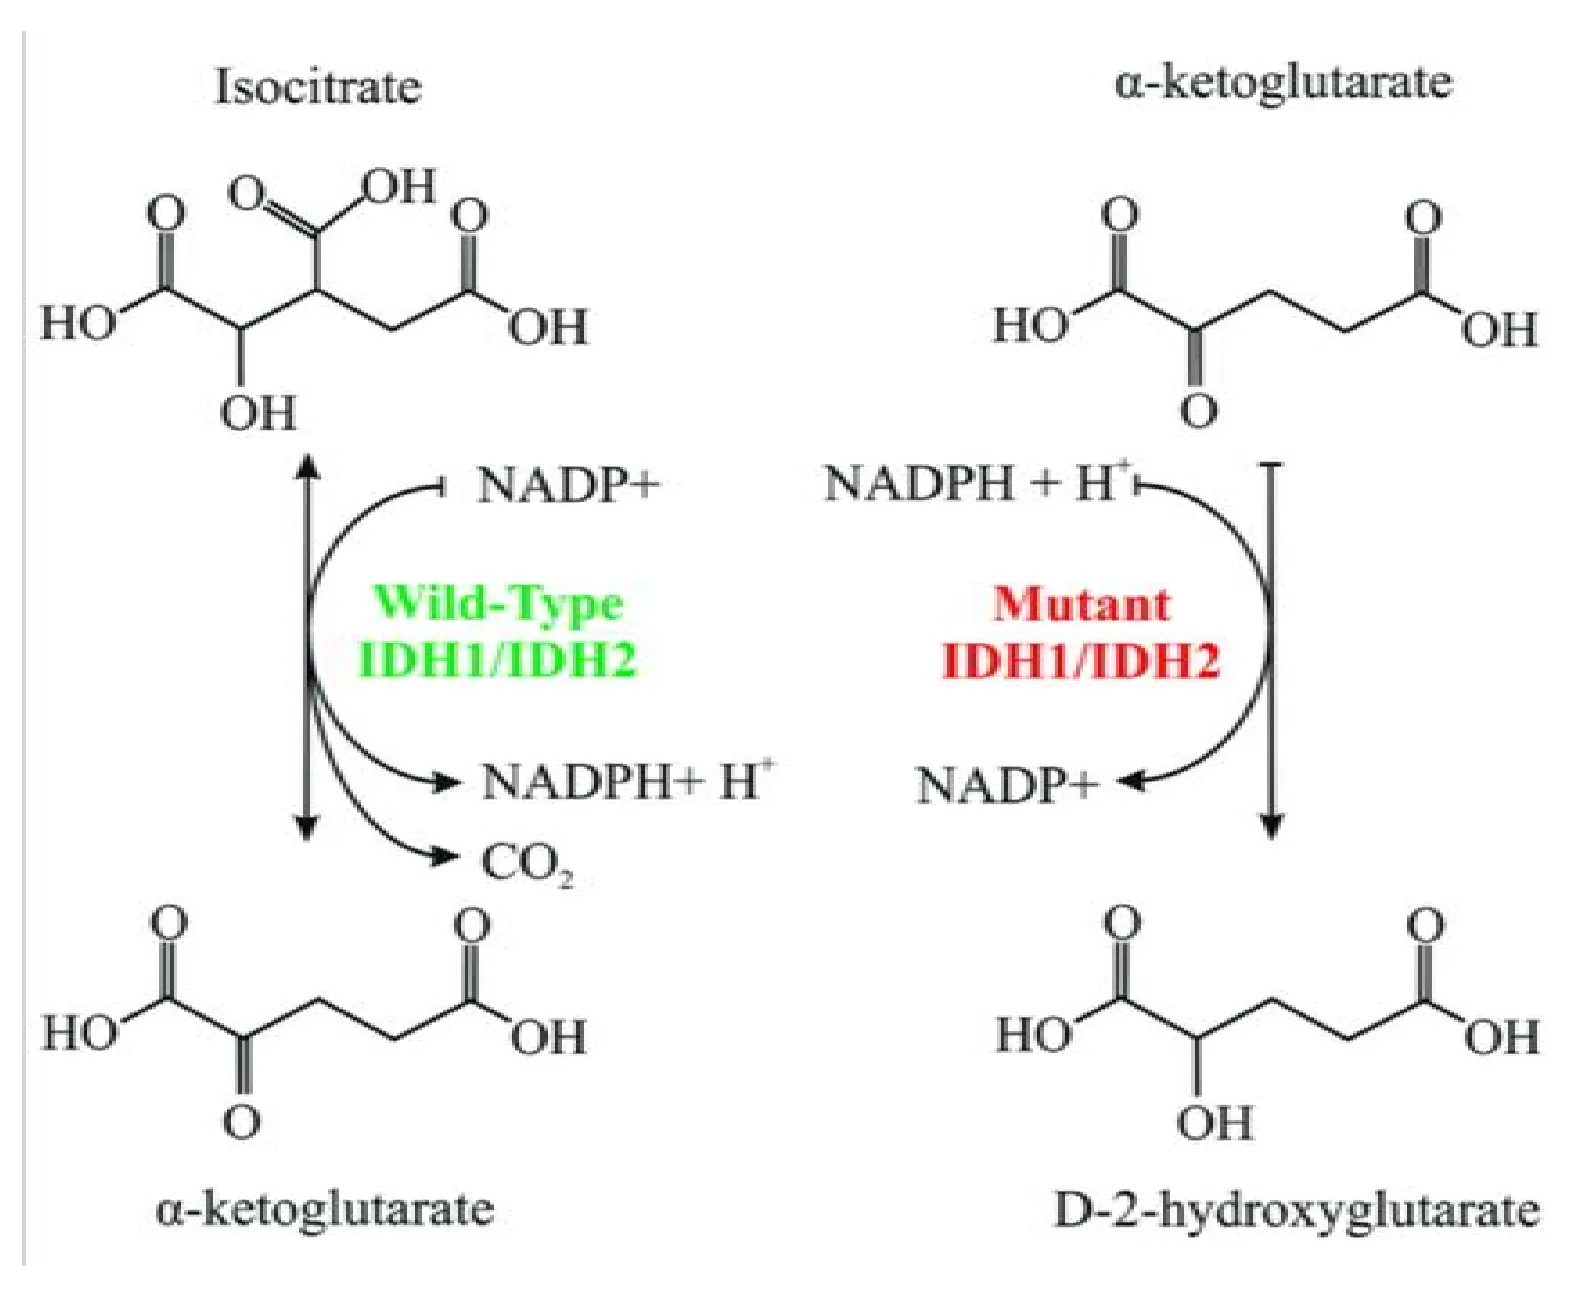 Isocitrate
O
O
OH
O
HO
OH
OH
NADP+
Wild-Type
IDH1/IDH2
NADPH+ H⁺
CO₂
O
O
HO
OH
O
α-ketoglutarate
α-ketoglutarate
O
O
HO
OH
O
NADPH + H⁺
Mutant
IDH1/IDH2
NADP+
O
O
HO
OH
OH
D-2-hydroxyglutarate